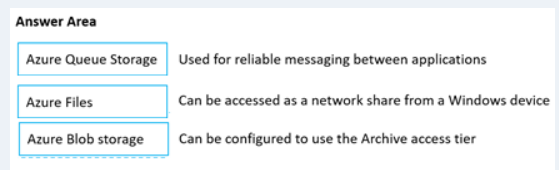 Answer Area
Azure Queue Storage Used for reliable messaging between applications
Azure Files Can be accessed as a network share from a Windows device
Azure Blob storage Can be configured to use the Archive access tier